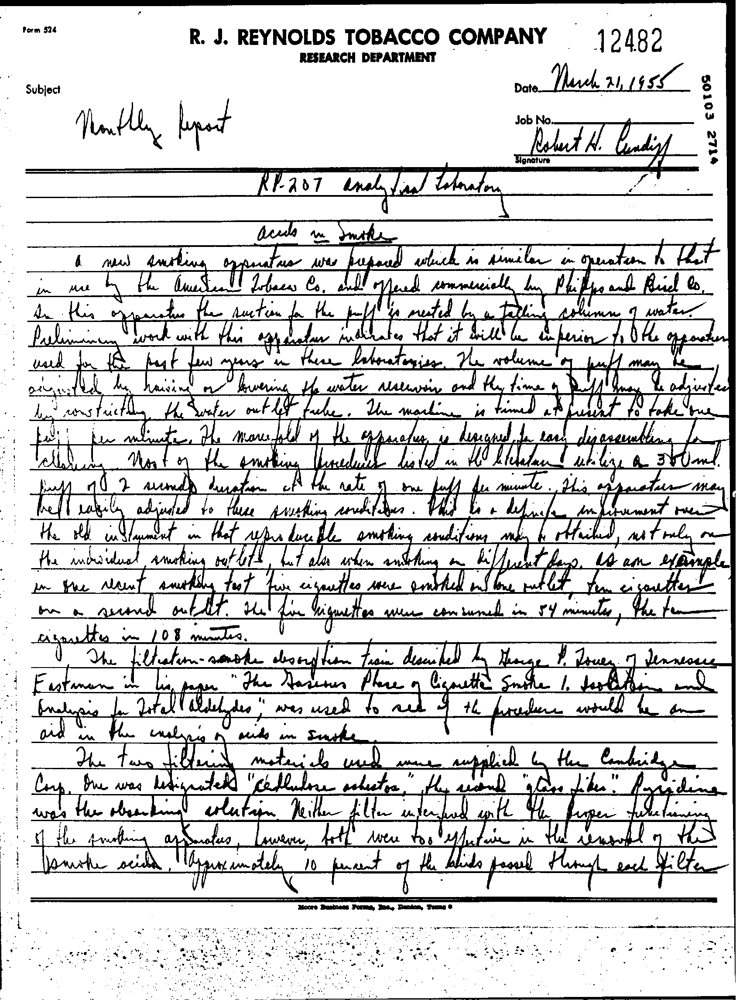 Form 524
R. J. REYNOLDS TOBACCO COMPANY
12482
RESEARCH DEPARTMENT
Subject
Date March 21, 1955
50103 2714
Monthly Report
Job No.
Robert H. Cundiff
Signature
RP-207 Analytical Laboratory
Acids in Smoke
A new smoking apparatus was prepared which is similar in operation to that
in use by the American Tobacco Co. and offered commercially by Phipps and Bird Co.
In this apparatus the suction for the puff is created by a falling column of water.
Preliminary work with this apparatus indicates that it will be superior to the apparatus
used for the past few years in these laboratories. The volume of puff may be
adjusted by raising or lowering the water reservoir and the time of puff may be adjusted
by constricting the water outlet tube. The machine is timed at present to take one
puff per minute. The manifold of the apparatus is designed for easy disassembling for
cleaning. Most of the smoking procedures listed in the literature utilize a ml.
puff of 2 seconds duration at the rate of one puff per minute. This apparatus may
be easily adjusted to these smoking conditions. This is a definite improvement over
the old instrument in that reproducible smoking conditions may be obtained, not only on
the individual smoking outlets, but also when smoking on different days. As an example
in one recent smoking test five cigarettes were smoked on one outlet, ten cigarettes
on a second outlet. The five cigarettes were consumed in 54 minutes, the ten
cigarettes in 108 minutes.
The filtration-smoke absorption train described by George P. Touey of Tennessee
Eastman in his paper "The Gaseous Phase of Cigarette Smoke 1. Isolation and
Analysis for Total Aldehydes", was used to see if the procedure would be an
aid in the analysis of acids in smoke.
The two filtering materials used were supplied by the Cambridge
Corp. One was designated "cellulose asbestos," the second "glass fiber." Pyridine
was the absorbing solution. Neither filter interfered with the proper functioning
of the smoking apparatus, however, both were too effective in the removal of the
smoke acids. Approximately 10 percent of the acids passed through each filter
Moore Business Forms, Inc., Denton, Texas